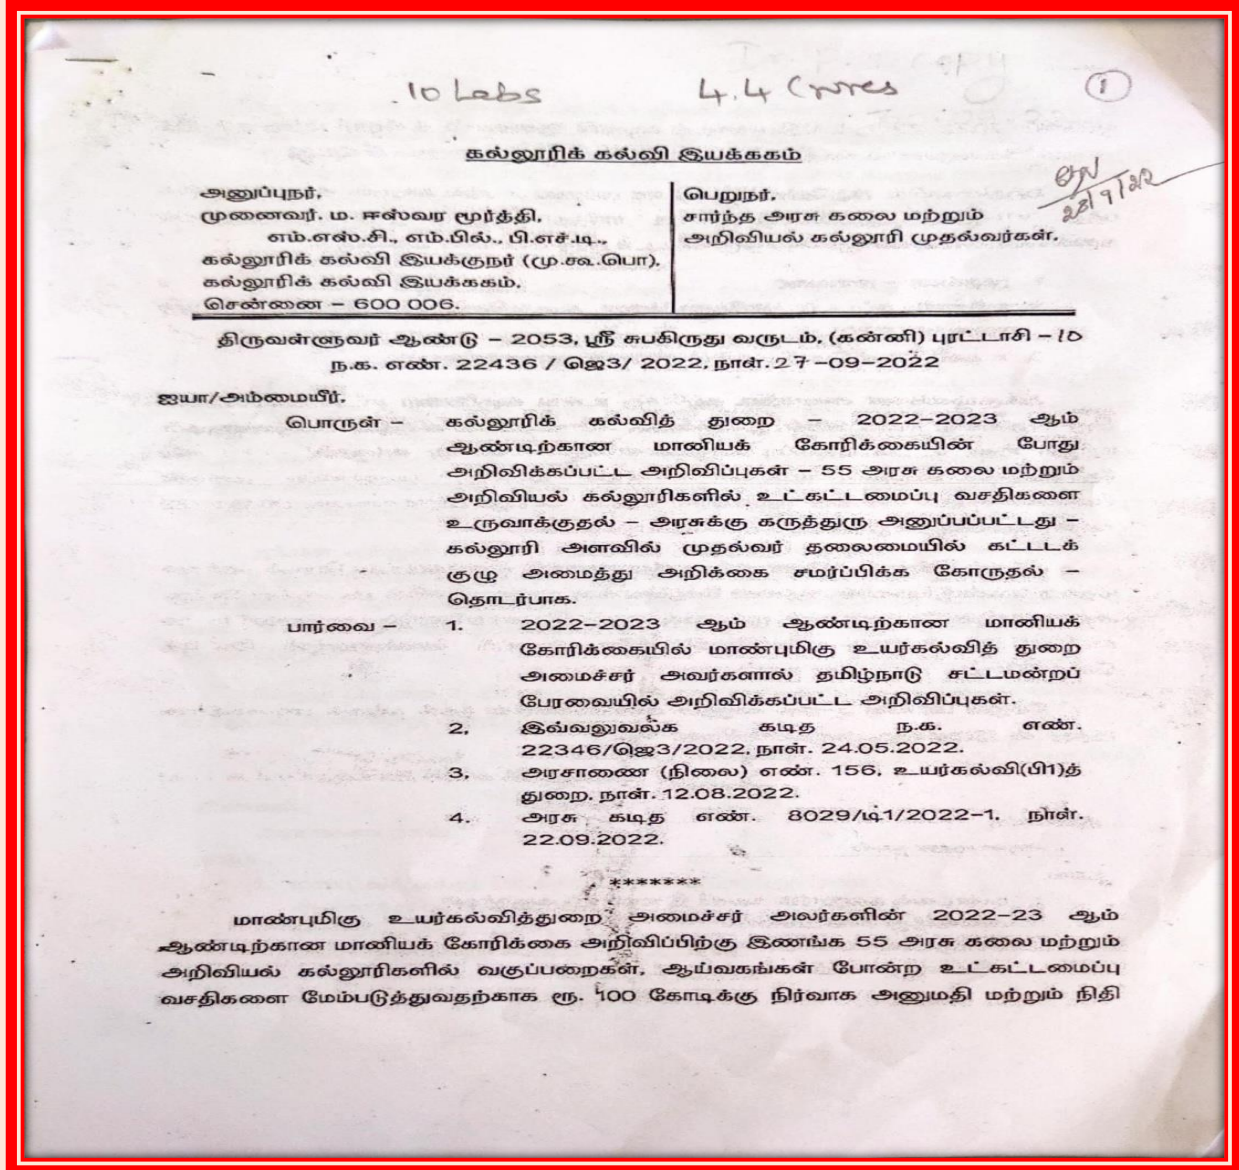 10 Labs 4.4 Crores 1
கல்லூரிக் கல்வி இயக்ககம்
23/9/22
அனுப்புநர்,
முனைவர். ம. ஈஸ்வர மூர்த்தி,
எம்.எஸ்.சி., எம்.பில்., பி.எச்.டி.,
கல்லூரிக் கல்வி இயக்குநர் (மு.கூ.பொ),
கல்லூரிக் கல்வி இயக்ககம்,
சென்னை – 600 006.
பெறுநர்,
சார்ந்த அரசு கலை மற்றும்
அறிவியல் கல்லூரி முதல்வர்கள்.
திருவள்ளுவர் ஆண்டு – 2053, ஸ்ரீ சுபகிருது வருடம், (கன்னி) புரட்டாசி – 10
ந.க. எண். 22436 / ஜெ3/ 2022, நாள். 27-09-2022
ஐயா/அம்மையீர்,
பொருள் – கல்லூரிக் கல்வித் துறை – 2022–2023 ஆம்
ஆண்டிற்கான மானியக் கோரிக்கையின் போது
அறிவிக்கப்பட்ட அறிவிப்புகள் – 55 அரசு கலை மற்றும்
அறிவியல் கல்லூரிகளில் உட்கட்டமைப்பு வசதிகளை
உருவாக்குதல் – அரசுக்கு கருத்துரு அனுப்பப்பட்டது –
கல்லூரி அளவில் முதல்வர் தலைமையில் கட்டடக்
குழு அமைத்து அறிக்கை சமர்ப்பிக்க கோருதல் –
தொடர்பாக.
பார்வை – 1. 2022–2023 ஆம் ஆண்டிற்கான மானியக்
கோரிக்கையில் மாண்புமிகு உயர்கல்வித் துறை
அமைச்சர் அவர்களால் தமிழ்நாடு சட்டமன்றப்
பேரவையில் அறிவிக்கப்பட்ட அறிவிப்புகள்.
2, இவ்வலுவல்க கடித ந.க. எண்.
22346/ஜெ3/2022, நாள். 24.05.2022.
3, அரசாணை (நிலை) எண். 156, உயர்கல்வி(பி1)த்
துறை, நாள். 12.08.2022.
4. அரசு கடித எண். 8029/டி1/2022–1, நாள்.
22.09.2022.
*******
மாண்புமிகு உயர்கல்வித்துறை அமைச்சர் அலர்களின் 2022–23 ஆம்
ஆண்டிற்கான மானியக் கோரிக்கை அறிவிப்பிற்கு இணங்க 55 அரசு கலை மற்றும்
அறிவியல் கல்லூரிகளில் வகுப்பறைகள், ஆய்வகங்கள் போன்ற உட்கட்டமைப்பு
வசதிகளை மேம்படுத்துவதற்காக ரூ. 100 கோடிக்கு நிர்வாக அனுமதி மற்றும் நிதி